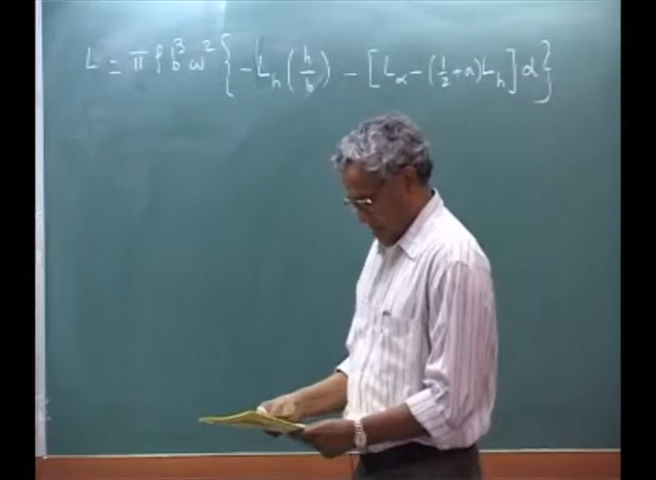 L = π ρ b³ ω² { - L_h (h/b) - [ L_α - (1/2 + a) L_h ] α }